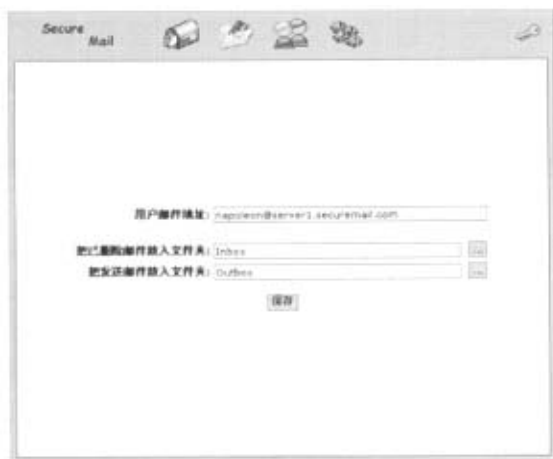 Secure
Mail
用户邮件地址: napoleon@server1.securemail.com
把已删除邮件放入文件夹: Inbox
把发送邮件放入文件夹: Outbox
保存